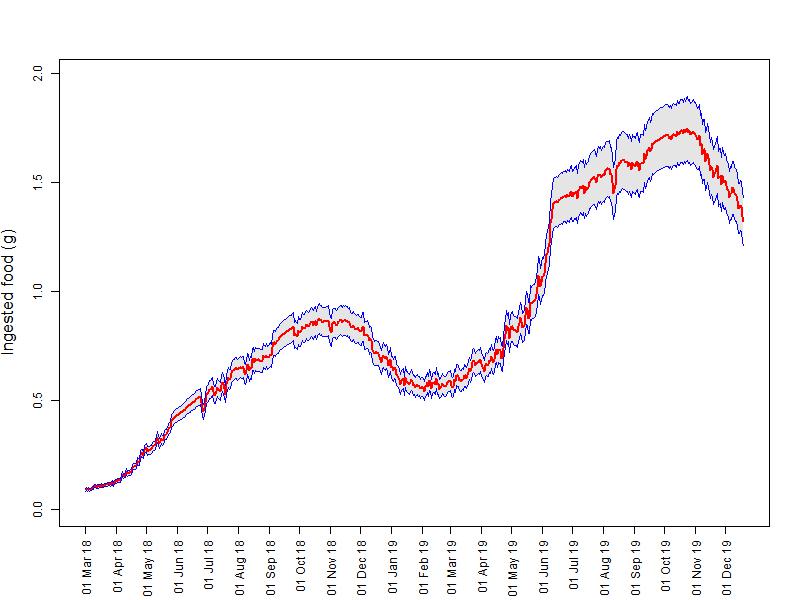 Ingested food (g)
2.0
1.5
1.0
0.5
0.0
01 Mar 18
01 Apr 18
01 May 18
01 Jun 18
01 Jul 18
01 Aug 18
01 Sep 18
01 Oct 18
01 Nov 18
01 Dec 18
01 Jan 19
01 Feb 19
01 Mar 19
01 Apr 19
01 May 19
01 Jun 19
01 Jul 19
01 Aug 19
01 Sep 19
01 Oct 19
01 Nov 19
01 Dec 19